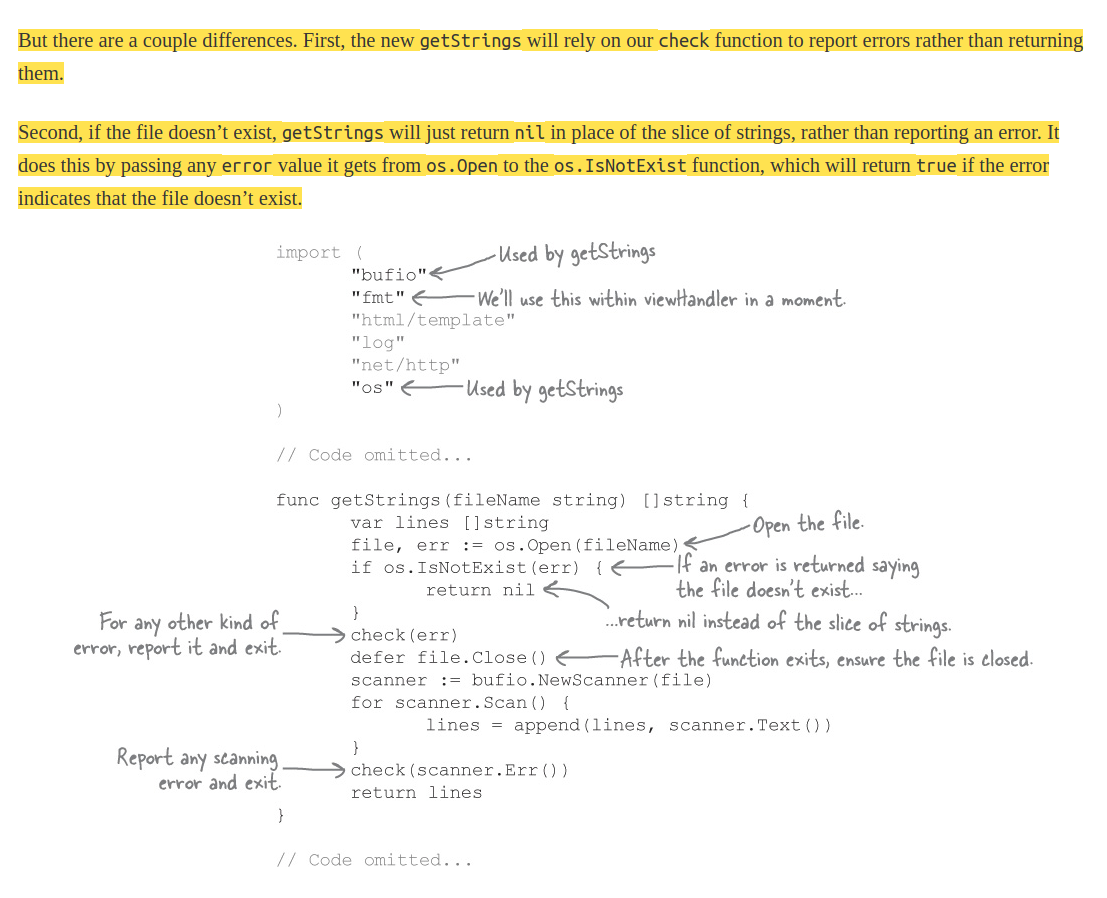 But there are a couple differences. First, the new getStrings will rely on our check function to report errors rather than returning
them.
Second, if the file doesn’t exist, getStrings will just return nil in place of the slice of strings, rather than reporting an error. It
does this by passing any error value it gets from os.Open to the os.IsNotExist function, which will return true if the error
indicates that the file doesn’t exist.
import (
Used by getStrings
"bufio"
"fmt"
We'll use this within viewHandler in a moment.
"html/template"
"log"
"net/http"
"os"
Used by getStrings
)
// Code omitted...
func getStrings(fileName string) []string {
var lines []string
Open the file.
file, err := os.Open(fileName)
if os.IsNotExist(err) {
If an error is returned saying
the file doesn't exist...
return nil
...return nil instead of the slice of strings.
}
For any other kind of
error, report it and exit.
check(err)
defer file.Close()
After the function exits, ensure the file is closed.
scanner := bufio.NewScanner(file)
for scanner.Scan() {
lines = append(lines, scanner.Text())
}
Report any scanning
error and exit.
check(scanner.Err())
return lines
}
// Code omitted...